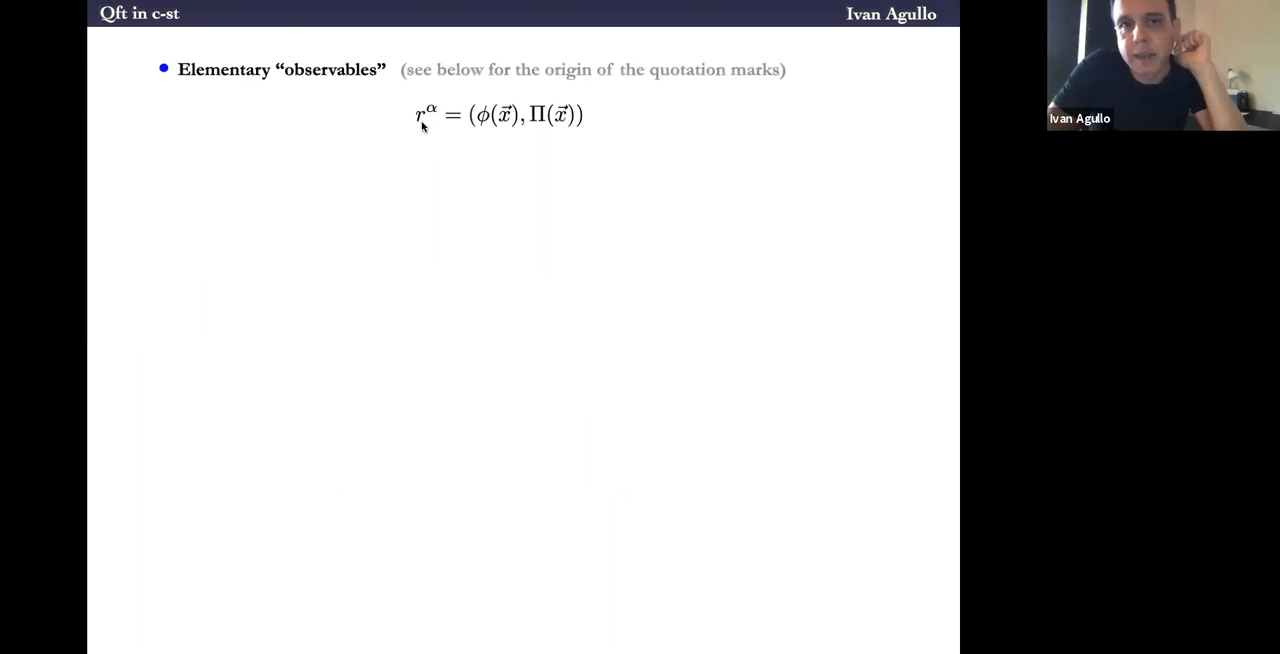 Qft in c-st
Ivan Agullo
• Elementary “observables” (see below for the origin of the quotation marks)
r^α = (ϕ(x⃗), Π(x⃗))
Ivan Agullo